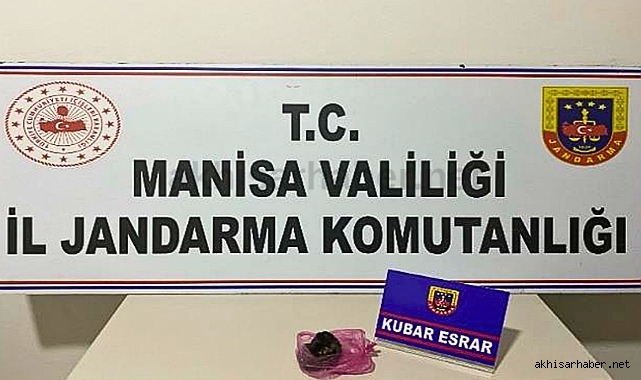 T.C.
MANİSA VALİLİĞİ
İL JANDARMA KOMUTANLIĞI
JANDARMA
KUBAR ESRAR
akhisarhaber.net